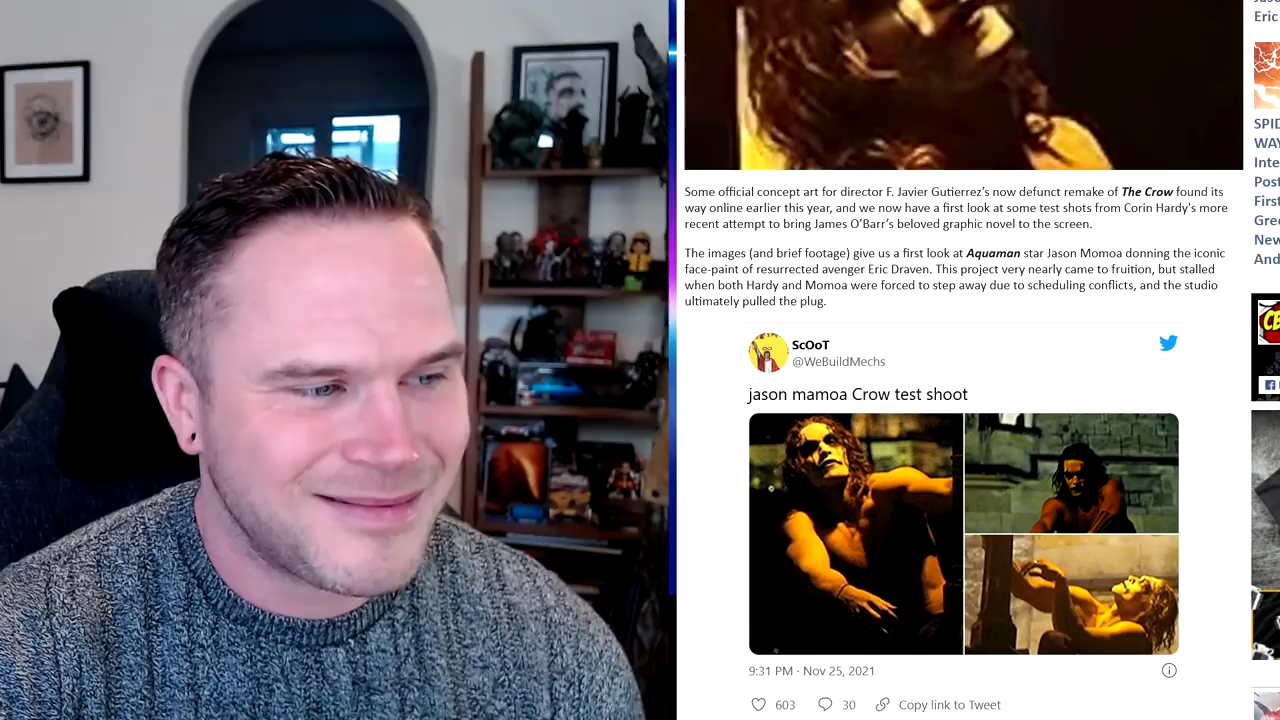 Some official concept art for director F. Javier Gutierrez's now defunct remake of The Crow found its
way online earlier this year, and we now have a first look at some test shots from Corin Hardy's more
recent attempt to bring James O'Barr's beloved graphic novel to the screen.
The images (and brief footage) give us a first look at Aquaman star Jason Momoa donning the iconic
face-paint of resurrected avenger Eric Draven. This project very nearly came to fruition, but stalled
when both Hardy and Momoa were forced to step away due to scheduling conflicts, and the studio
ultimately pulled the plug.
ScOoT
@WeBuildMechs
jason mamoa Crow test shoot
9:31 PM · Nov 25, 2021
603
30
Copy link to Tweet
Eric
SPID
WAY
Inte
Post
First
Gree
New
And